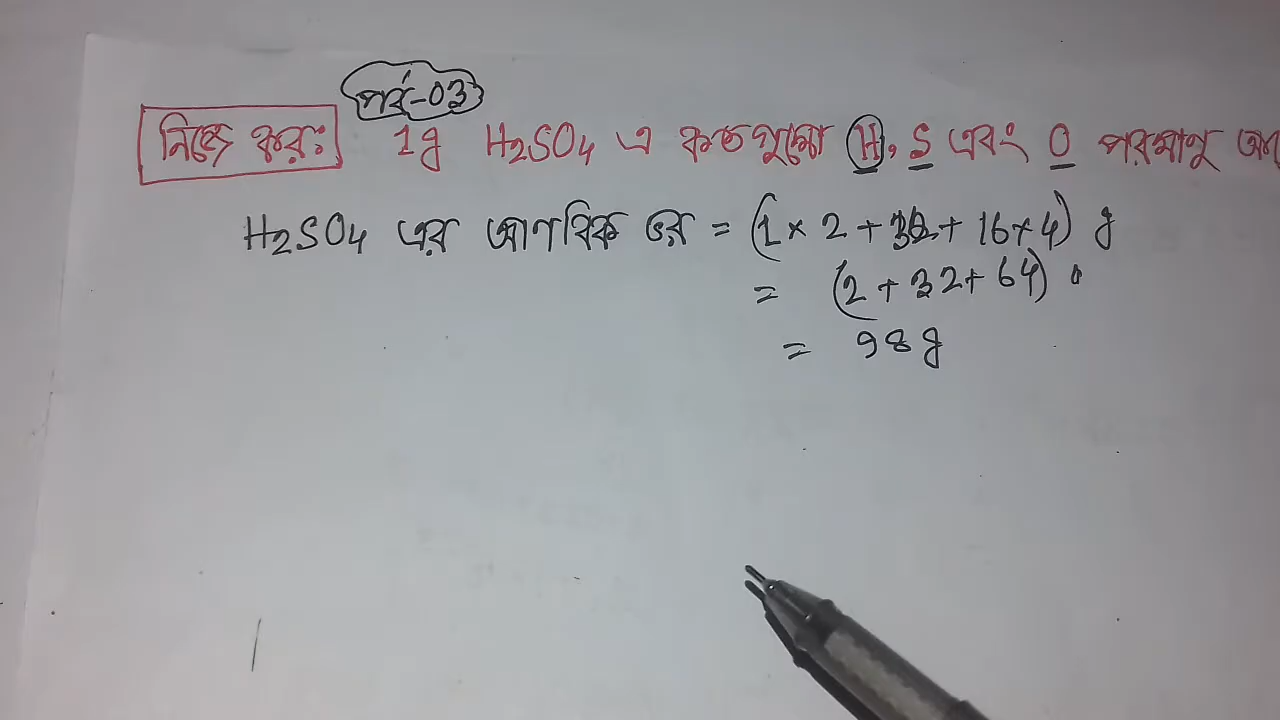 পর্ব-03
নিজে কর: 1g H₂SO₄ এ কতগুলো H, S এবং O পরমাণু
H₂SO₄ এর আণবিক ভর = (1 × 2 + 32 + 16 × 4) g
= (2 + 32 + 64)
= 98g